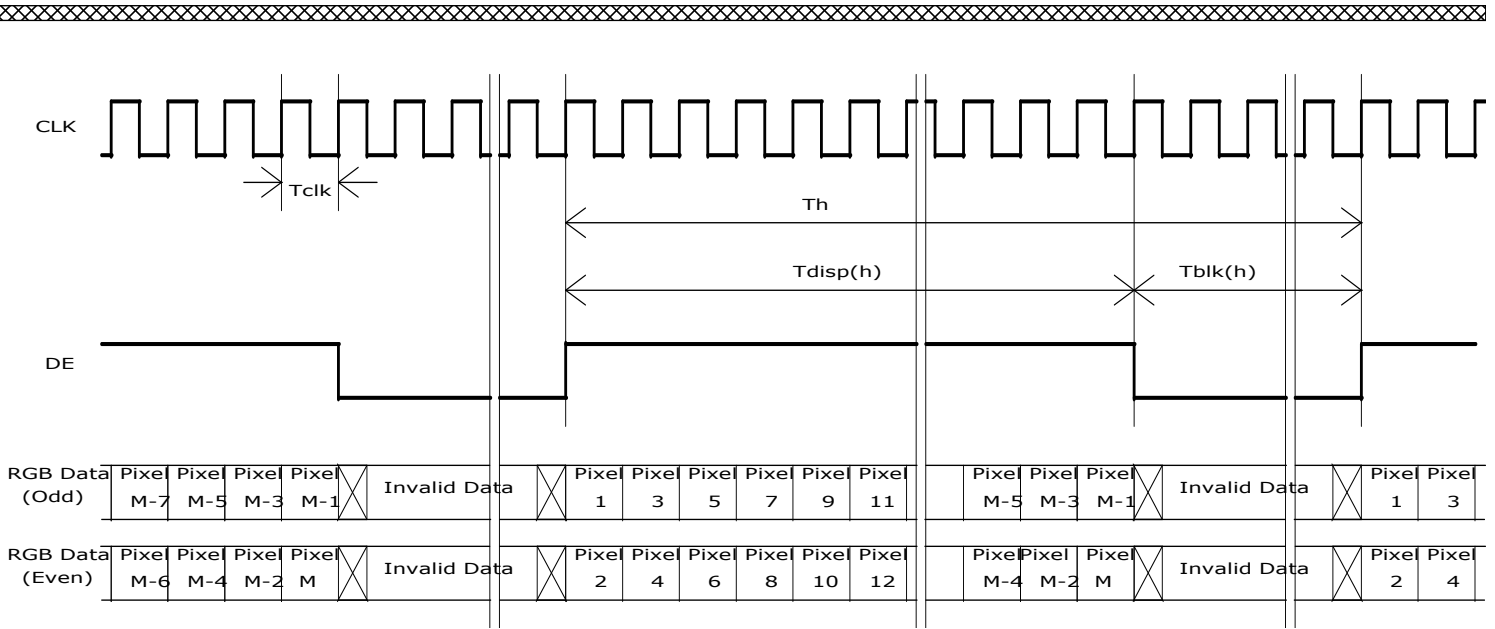 CLK
Tclk
Th
Tdisp(h)
Tblk(h)
DE
RGB Data Pixel Pixel Pixel Pixel Invalid Data Pixel Pixel Pixel Pixel Pixel Pixel Pixel Pixel Pixel Invalid Data Pixel Pixel
(Odd) M-7 M-5 M-3 M-1 1 3 5 7 9 11 M-5 M-3 M-1 1 3
RGB Data Pixel Pixel Pixel Pixel Invalid Data Pixel Pixel Pixel Pixel Pixel Pixel Pixel Pixel Pixel Invalid Data Pixel Pixel
(Even) M-6 M-4 M-2 M 2 4 6 8 10 12 M-4 M-2 M 2 4